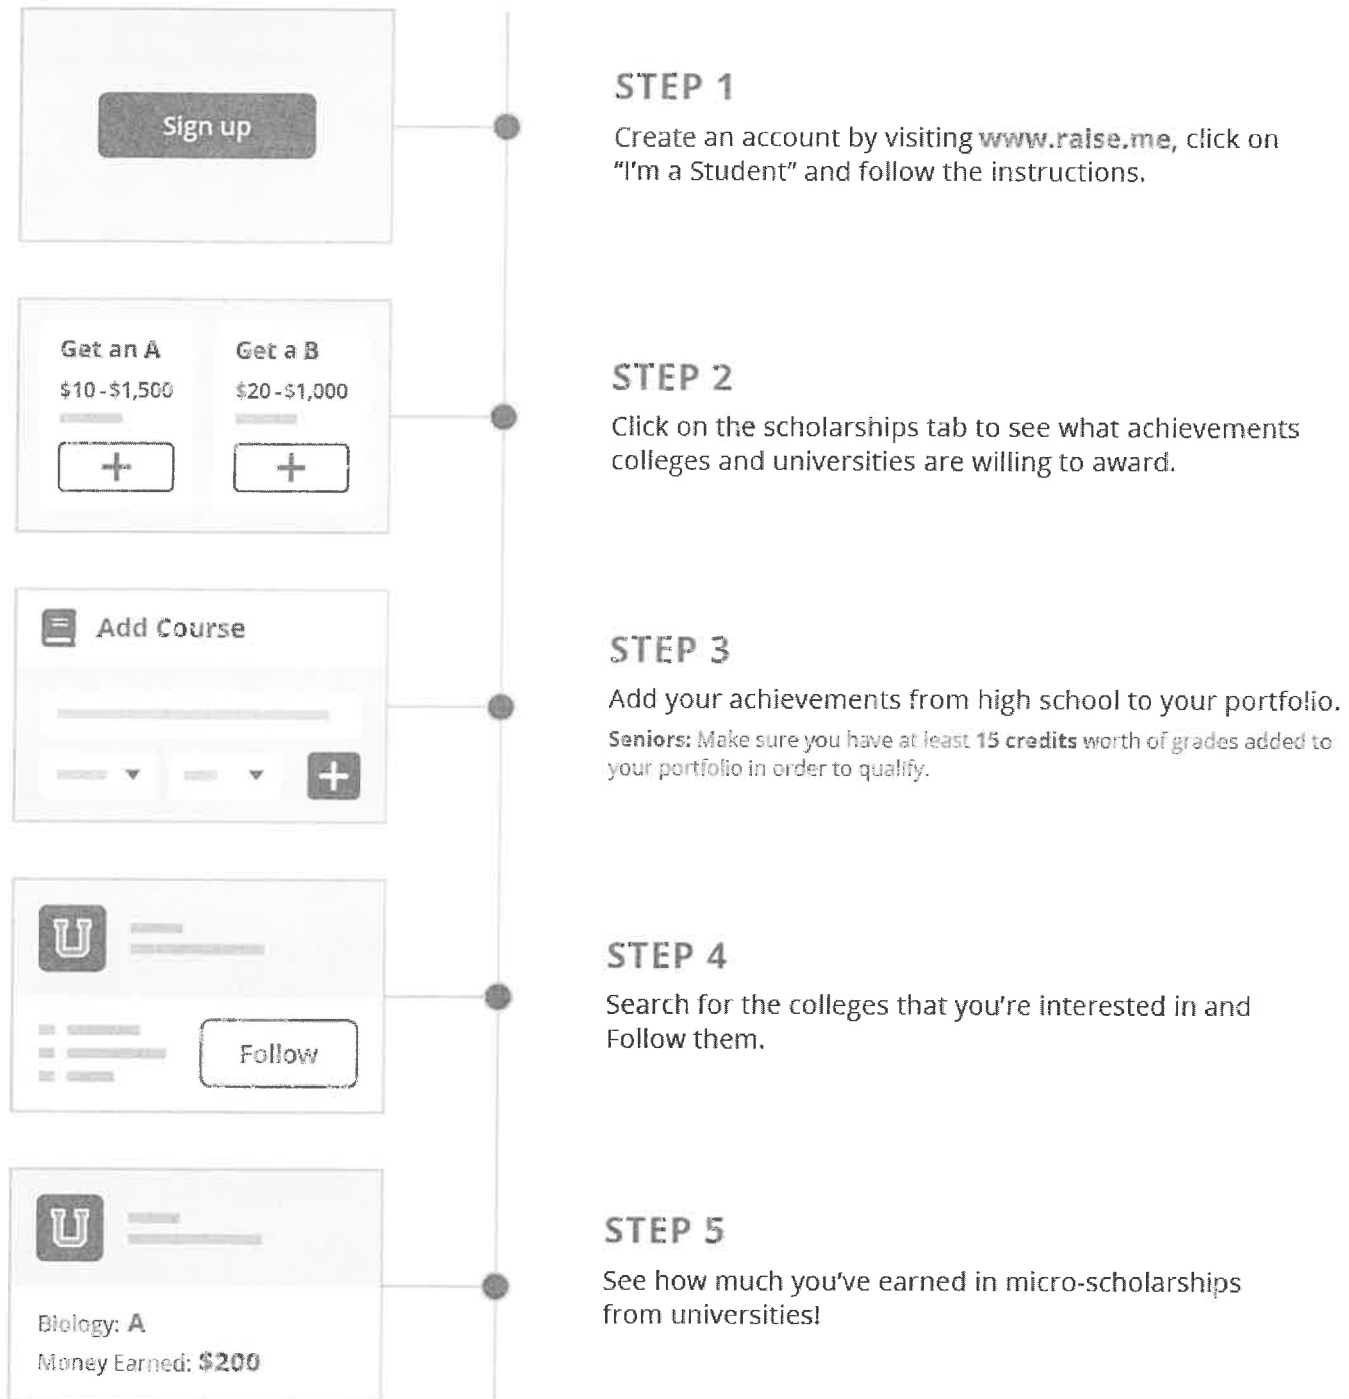 Sign up
STEP 1
Create an account by visiting www.raise.me, click on
"I'm a Student" and follow the instructions.
Get an A
$10-$1,500
Get a B
$20-$1,000
STEP 2
Click on the scholarships tab to see what achievements
colleges and universities are willing to award.
Add Course
STEP 3
Add your achievements from high school to your portfolio.
Seniors: Make sure you have at least 15 credits worth of grades added to
your portfolio in order to qualify.
U
Follow
STEP 4
Search for the colleges that you're interested in and
Follow them.
U
Biology: A
Money Earned: $200
STEP 5
See how much you've earned in micro-scholarships
from universities!